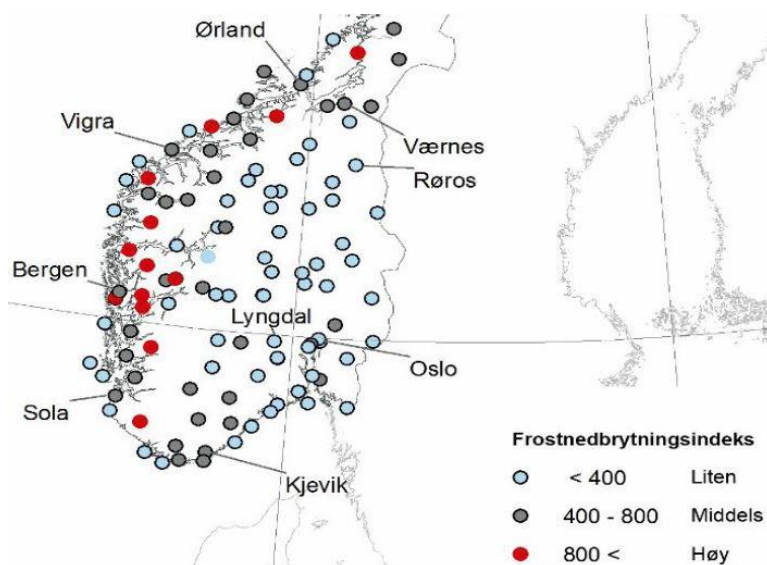 Ørland
Vigra
Værnes
Røros
Bergen
Lyngdal
Oslo
Sola
Kjevik
Frostnedbrytningsindeks
< 400 Liten
400 - 800 Middels
800 < Høy